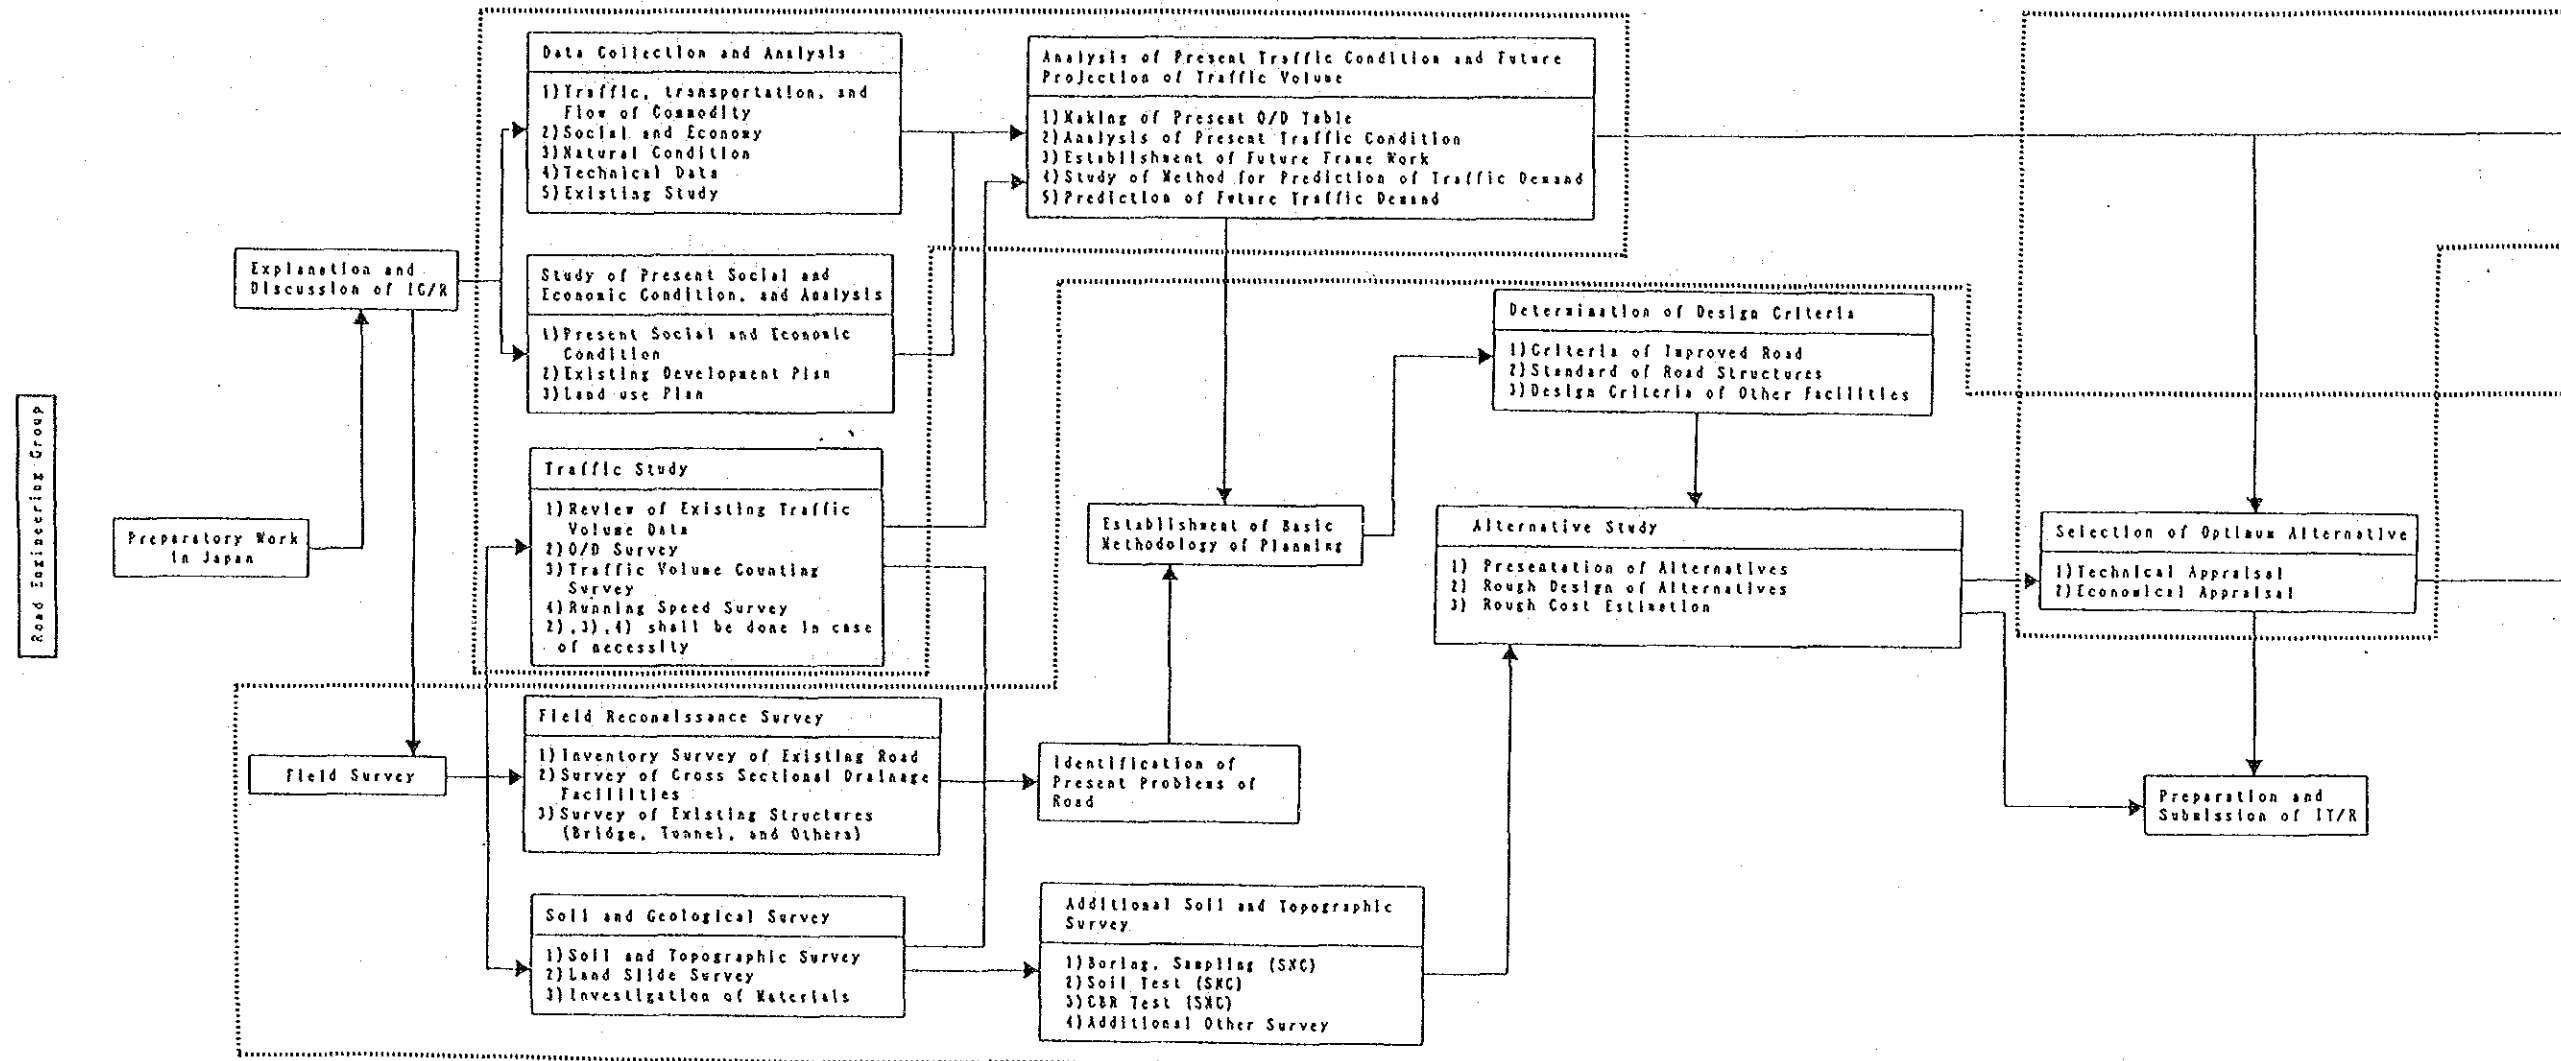 Road Engineering Group
Preparatory Work
in Japan
Explanation and
Discussion of IC/R
Field Survey
Data Collection and Analysis
1)Traffic, transportation, and
Flow of Commodity
2)Social and Economy
3)Natural Condition
4)Technical Data
5)Existing Study
Study of Present Social and
Economic Condition, and Analysis
1)Present Social and Economic
Condition
2)Existing Development Plan
3)Land use Plan
Traffic Study
1)Review of Existing Traffic
Volume Data
2)O/D Survey
3)Traffic Volume Counting
Survey
4)Running Speed Survey
2),3),4) shall be done in case
of necessity
Field Reconaissance Survey
1)Inventory Survey of Existing Road
2)Survey of Cross Sectional Drainage
Facililties
3)Survey of Existing Structures
(Bridge, Tunnel, and Others)
Soil and Geological Survey
1)Soil and Topographic Survey
2)Land Slide Survey
3)Investigation of Materials
Analysis of Present Traffic Condition and Future
Projection of Traffic Volume
1)Making of Present O/D Table
2)Analysis of Present Traffic Condition
3)Establishment of Future Frame Work
4)Study of Method for Prediction of Traffic Demand
5)Prediction of Future Traffic Demand
Establishment of Basic
Methodology of Planning
Identification of
Present Problems of
Road
Additional Soil and Topographic
Survey
1)Boring, Sampling (SNC)
2)Soil Test (SNC)
3)CBR Test (SNC)
4)Additional Other Survey
Determination of Design Criteria
1)Criteria of Improved Road
2)Standard of Road Structures
3)Design Criteria of Other Facilities
Alternative Study
1) Presentation of Alternatives
2) Rough Design of Alternatives
3) Rough Cost Estimation
Selection of Optimum Alternative
1)Technical Appraisal
2)Economical Appraisal
Preparation and
Submission of IT/R